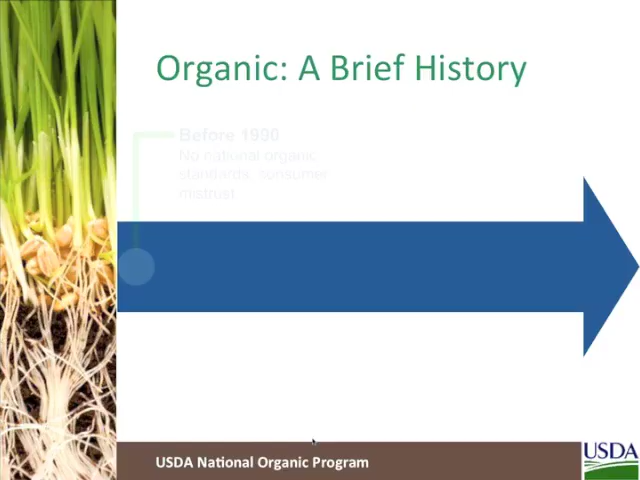 Organic: A Brief History
Before 1990
No national organic
standards, consumer
mistrust
USDA National Organic Program
USDA